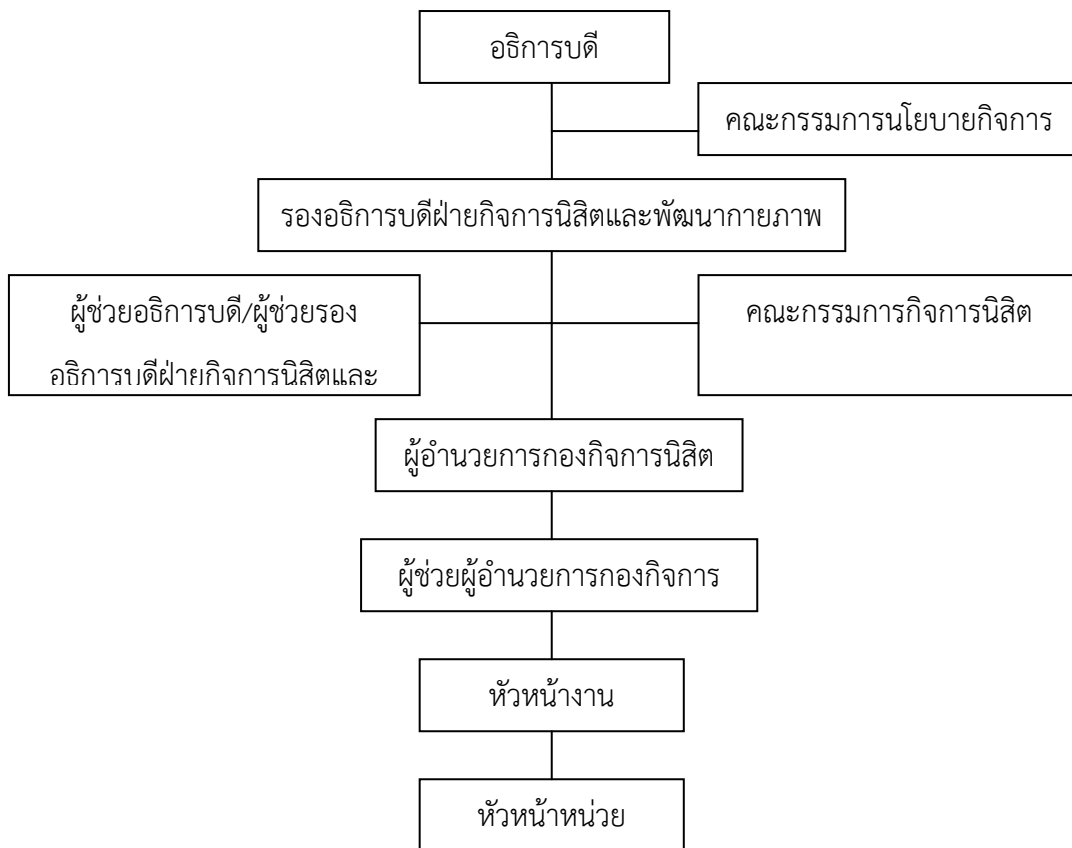 อธิการบดี
คณะกรรมการนโยบายกิจการ
รองอธิการบดีฝ่ายกิจการนิสิตและพัฒนากายภาพ
ผู้ช่วยอธิการบดี/ผู้ช่วยรอง
อธิการบดีฝ่ายกิจการนิสิตและ
คณะกรรมการกิจการนิสิต
ผู้อำนวยการกองกิจการนิสิต
ผู้ช่วยผู้อำนวยการกองกิจการ
หัวหน้างาน
หัวหน้าหน่วย